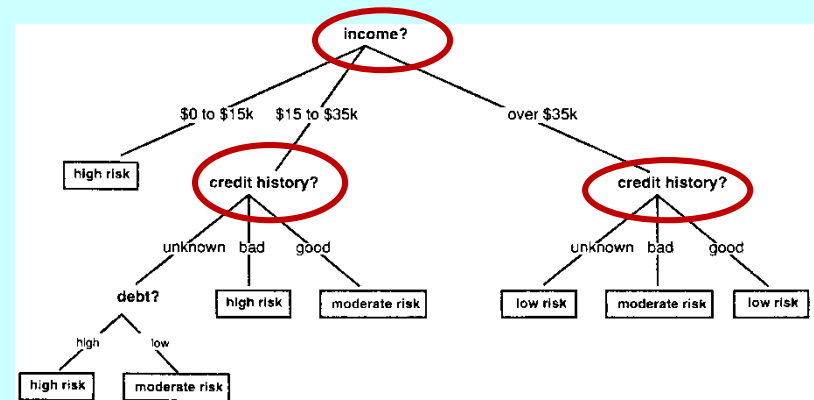 income?
$0 to $15k $15 to $35k over $35k
high risk
credit history? credit history?
unknown bad good unknown bad good
debt? high risk moderate risk low risk moderate risk low risk
high low
high risk moderate risk